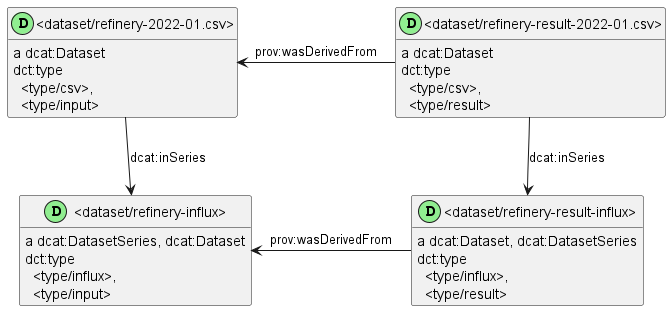 D <dataset/refinery-2022-01.csv>
a dcat:Dataset
dct:type
<type/csv>,
<type/input>
prov:wasDerivedFrom
D <dataset/refinery-result-2022-01.csv>
a dcat:Dataset
dct:type
<type/csv>,
<type/result>
dcat:inSeries
dcat:inSeries
D <dataset/refinery-influx>
a dcat:DatasetSeries, dcat:Dataset
dct:type
<type/influx>,
<type/input>
prov:wasDerivedFrom
D <dataset/refinery-result-influx>
a dcat:Dataset, dcat:DatasetSeries
dct:type
<type/influx>,
<type/result>